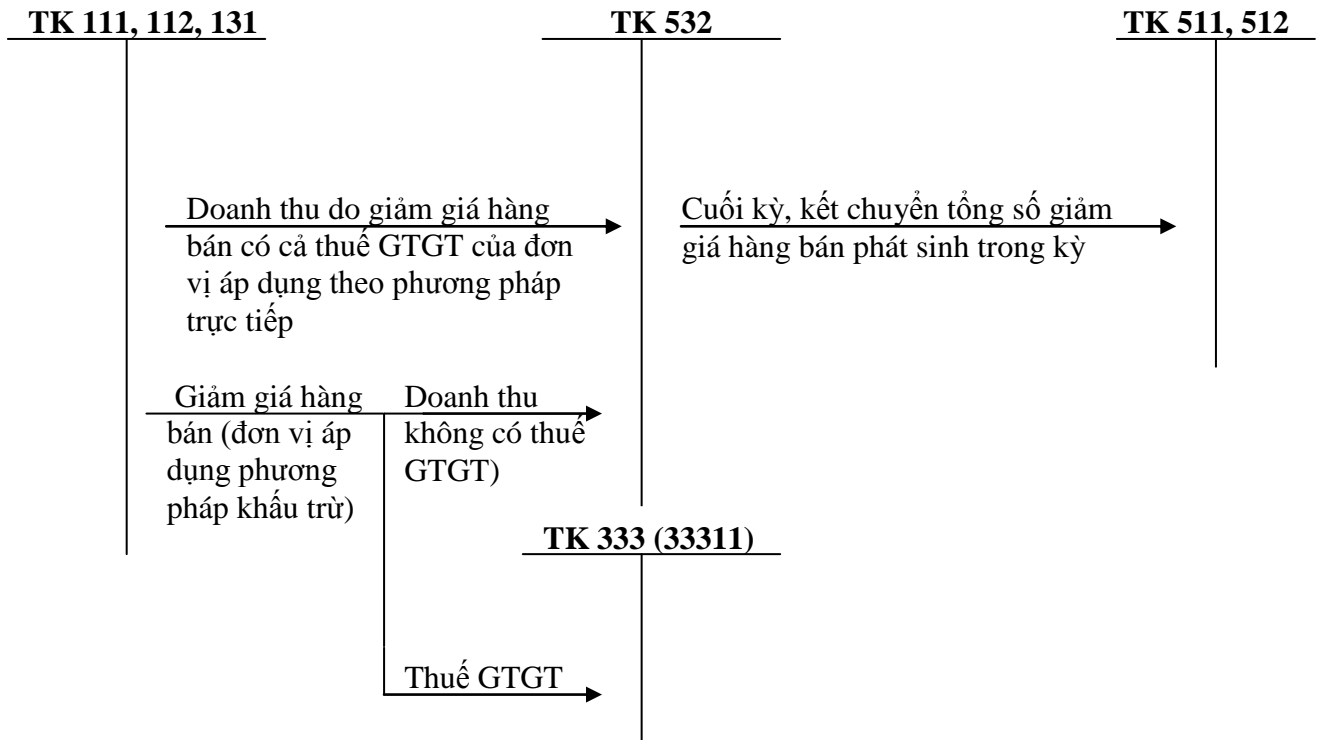 TK 111, 112, 131
TK 532
TK 511, 512
Doanh thu do giảm giá hàng
bán có cả thuế GTGT của đơn
vị áp dụng theo phương pháp
trực tiếp
Cuối kỳ, kết chuyển tổng số giảm
giá hàng bán phát sinh trong kỳ
Giảm giá hàng
bán (đơn vị áp
dụng phương
pháp khấu trừ)
Doanh thu
không có thuế
GTGT)
TK 333 (33311)
Thuế GTGT